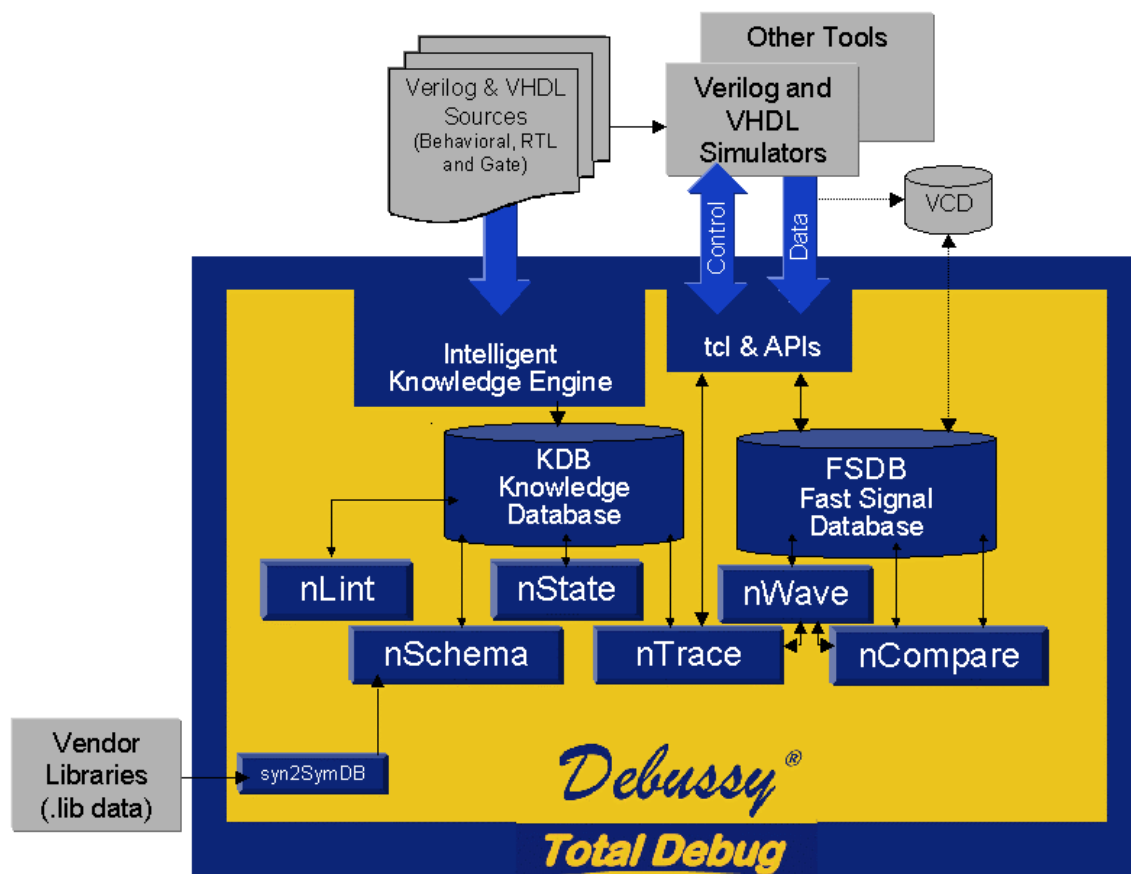 Other Tools
Verilog & VHDL
Sources
(Behavioral, RTL
and Gate)
Verilog and
VHDL
Simulators
VCD
Control
Data
Intelligent
Knowledge Engine
tcl & APIs
KDB
Knowledge
Database
FSDB
Fast Signal
Database
nLint
nState
nWave
nSchema
nTrace
nCompare
Vendor
Libraries
(.lib data)
syn2SymDB
Debussy®
Total Debug